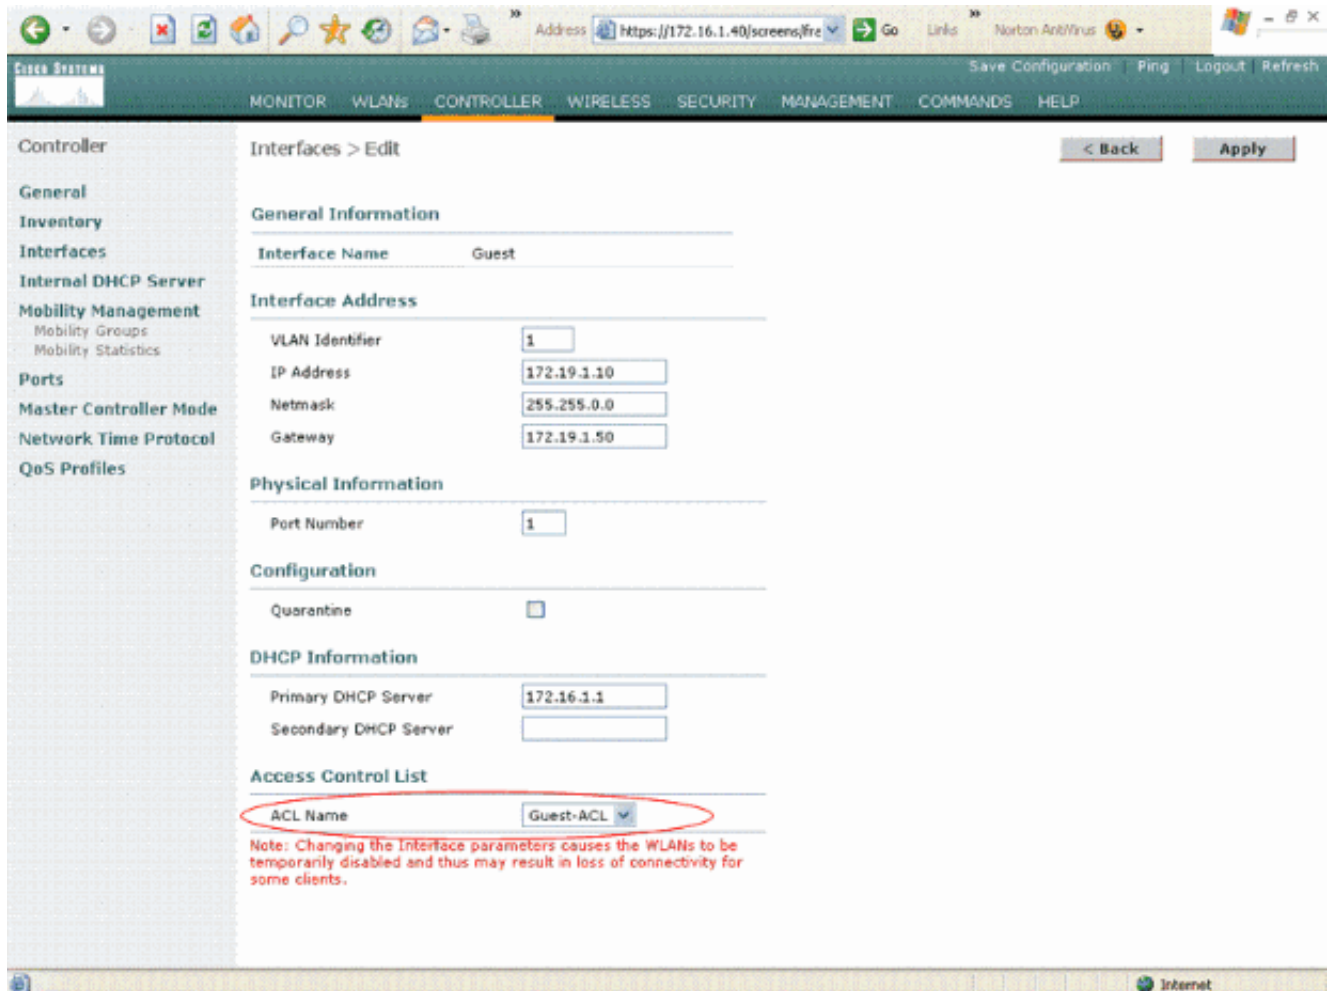 » Address https://172.16.1.40/screens/fra Go Links » Norton AntiVirus
CISCO SYSTEMS
Save Configuration | Ping | Logout | Refresh
MONITOR WLANs CONTROLLER WIRELESS SECURITY MANAGEMENT COMMANDS HELP
Controller
General
Inventory
Interfaces
Internal DHCP Server
Mobility Management
Mobility Groups
Mobility Statistics
Ports
Master Controller Mode
Network Time Protocol
QoS Profiles
Interfaces > Edit
< Back Apply
General Information
Interface Name Guest
Interface Address
VLAN Identifier 1
IP Address 172.19.1.10
Netmask 255.255.0.0
Gateway 172.19.1.50
Physical Information
Port Number 1
Configuration
Quarantine
DHCP Information
Primary DHCP Server 172.16.1.1
Secondary DHCP Server
Access Control List
ACL Name Guest-ACL
Note: Changing the Interface parameters causes the WLANs to be
temporarily disabled and thus may result in loss of connectivity for
some clients.
Internet